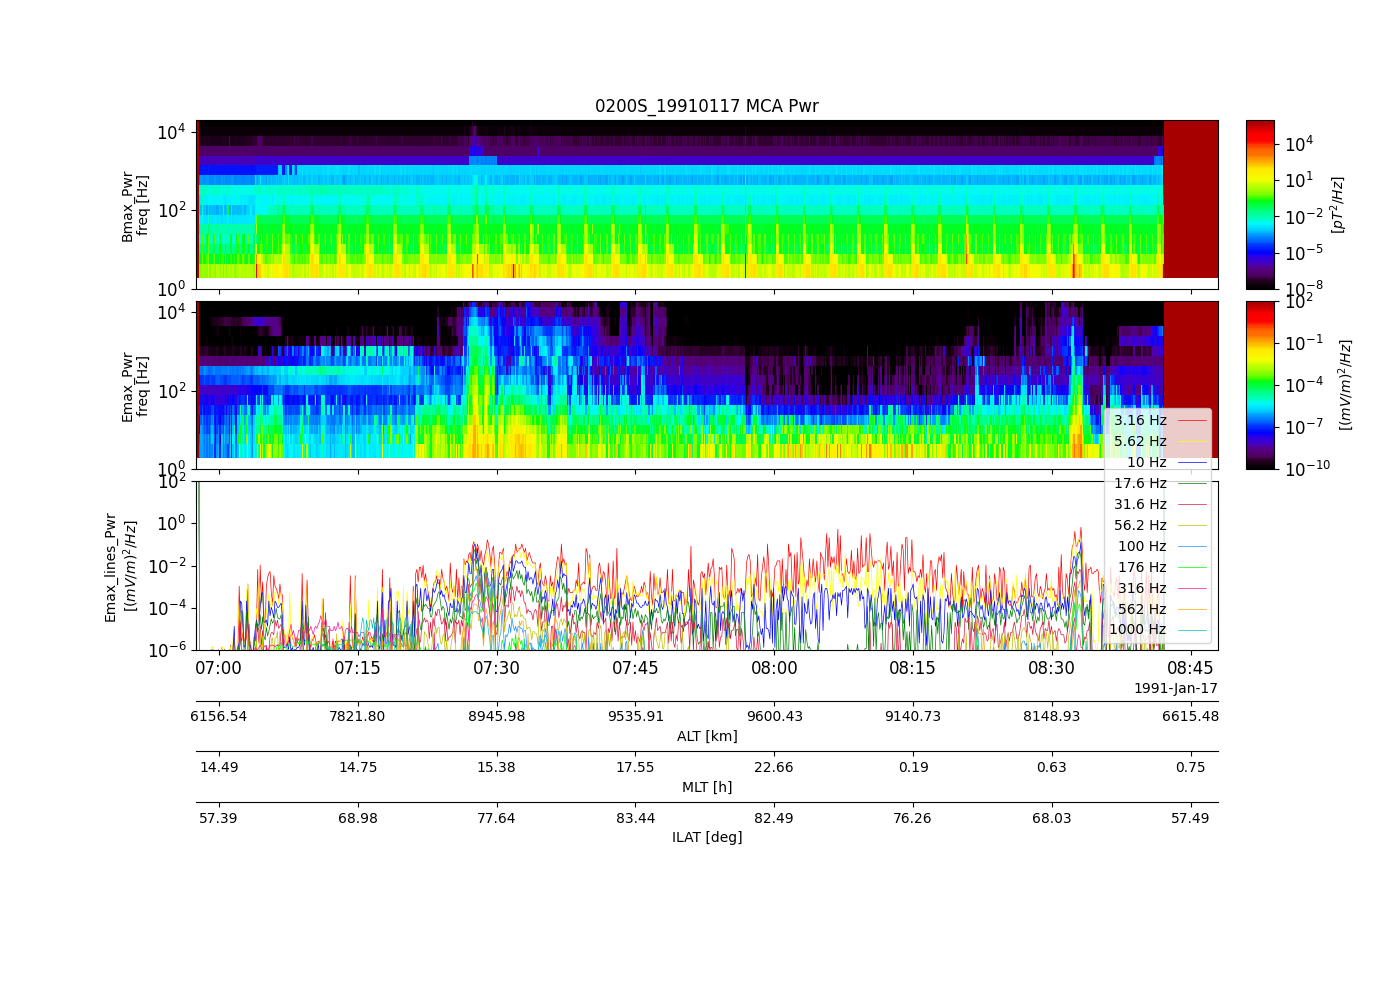 0200S_19910117 MCA Pwr
10^4
10^2
10^0
Bmax_Pwr
freq [Hz]
10^4
10^1
10^-2
10^-5
10^-8
[pT^2/Hz]
10^4
10^2
10^0
Emax_Pwr
freq [Hz]
10^2
10^-1
10^-4
10^-7
10^-10
[(mV/m)^2/Hz]
10^2
10^0
10^-2
10^-4
10^-6
Emax_lines_Pwr
[(mV/m)^2/Hz]
3.16 Hz
5.62 Hz
10 Hz
17.6 Hz
31.6 Hz
56.2 Hz
100 Hz
176 Hz
316 Hz
562 Hz
1000 Hz
07:00 07:15 07:30 07:45 08:00 08:15 08:30 08:45
1991-Jan-17
6156.54 7821.80 8945.98 9535.91 9600.43 9140.73 8148.93 6615.48
ALT [km]
14.49 14.75 15.38 17.55 22.66 0.19 0.63 0.75
MLT [h]
57.39 68.98 77.64 83.44 82.49 76.26 68.03 57.49
ILAT [deg]